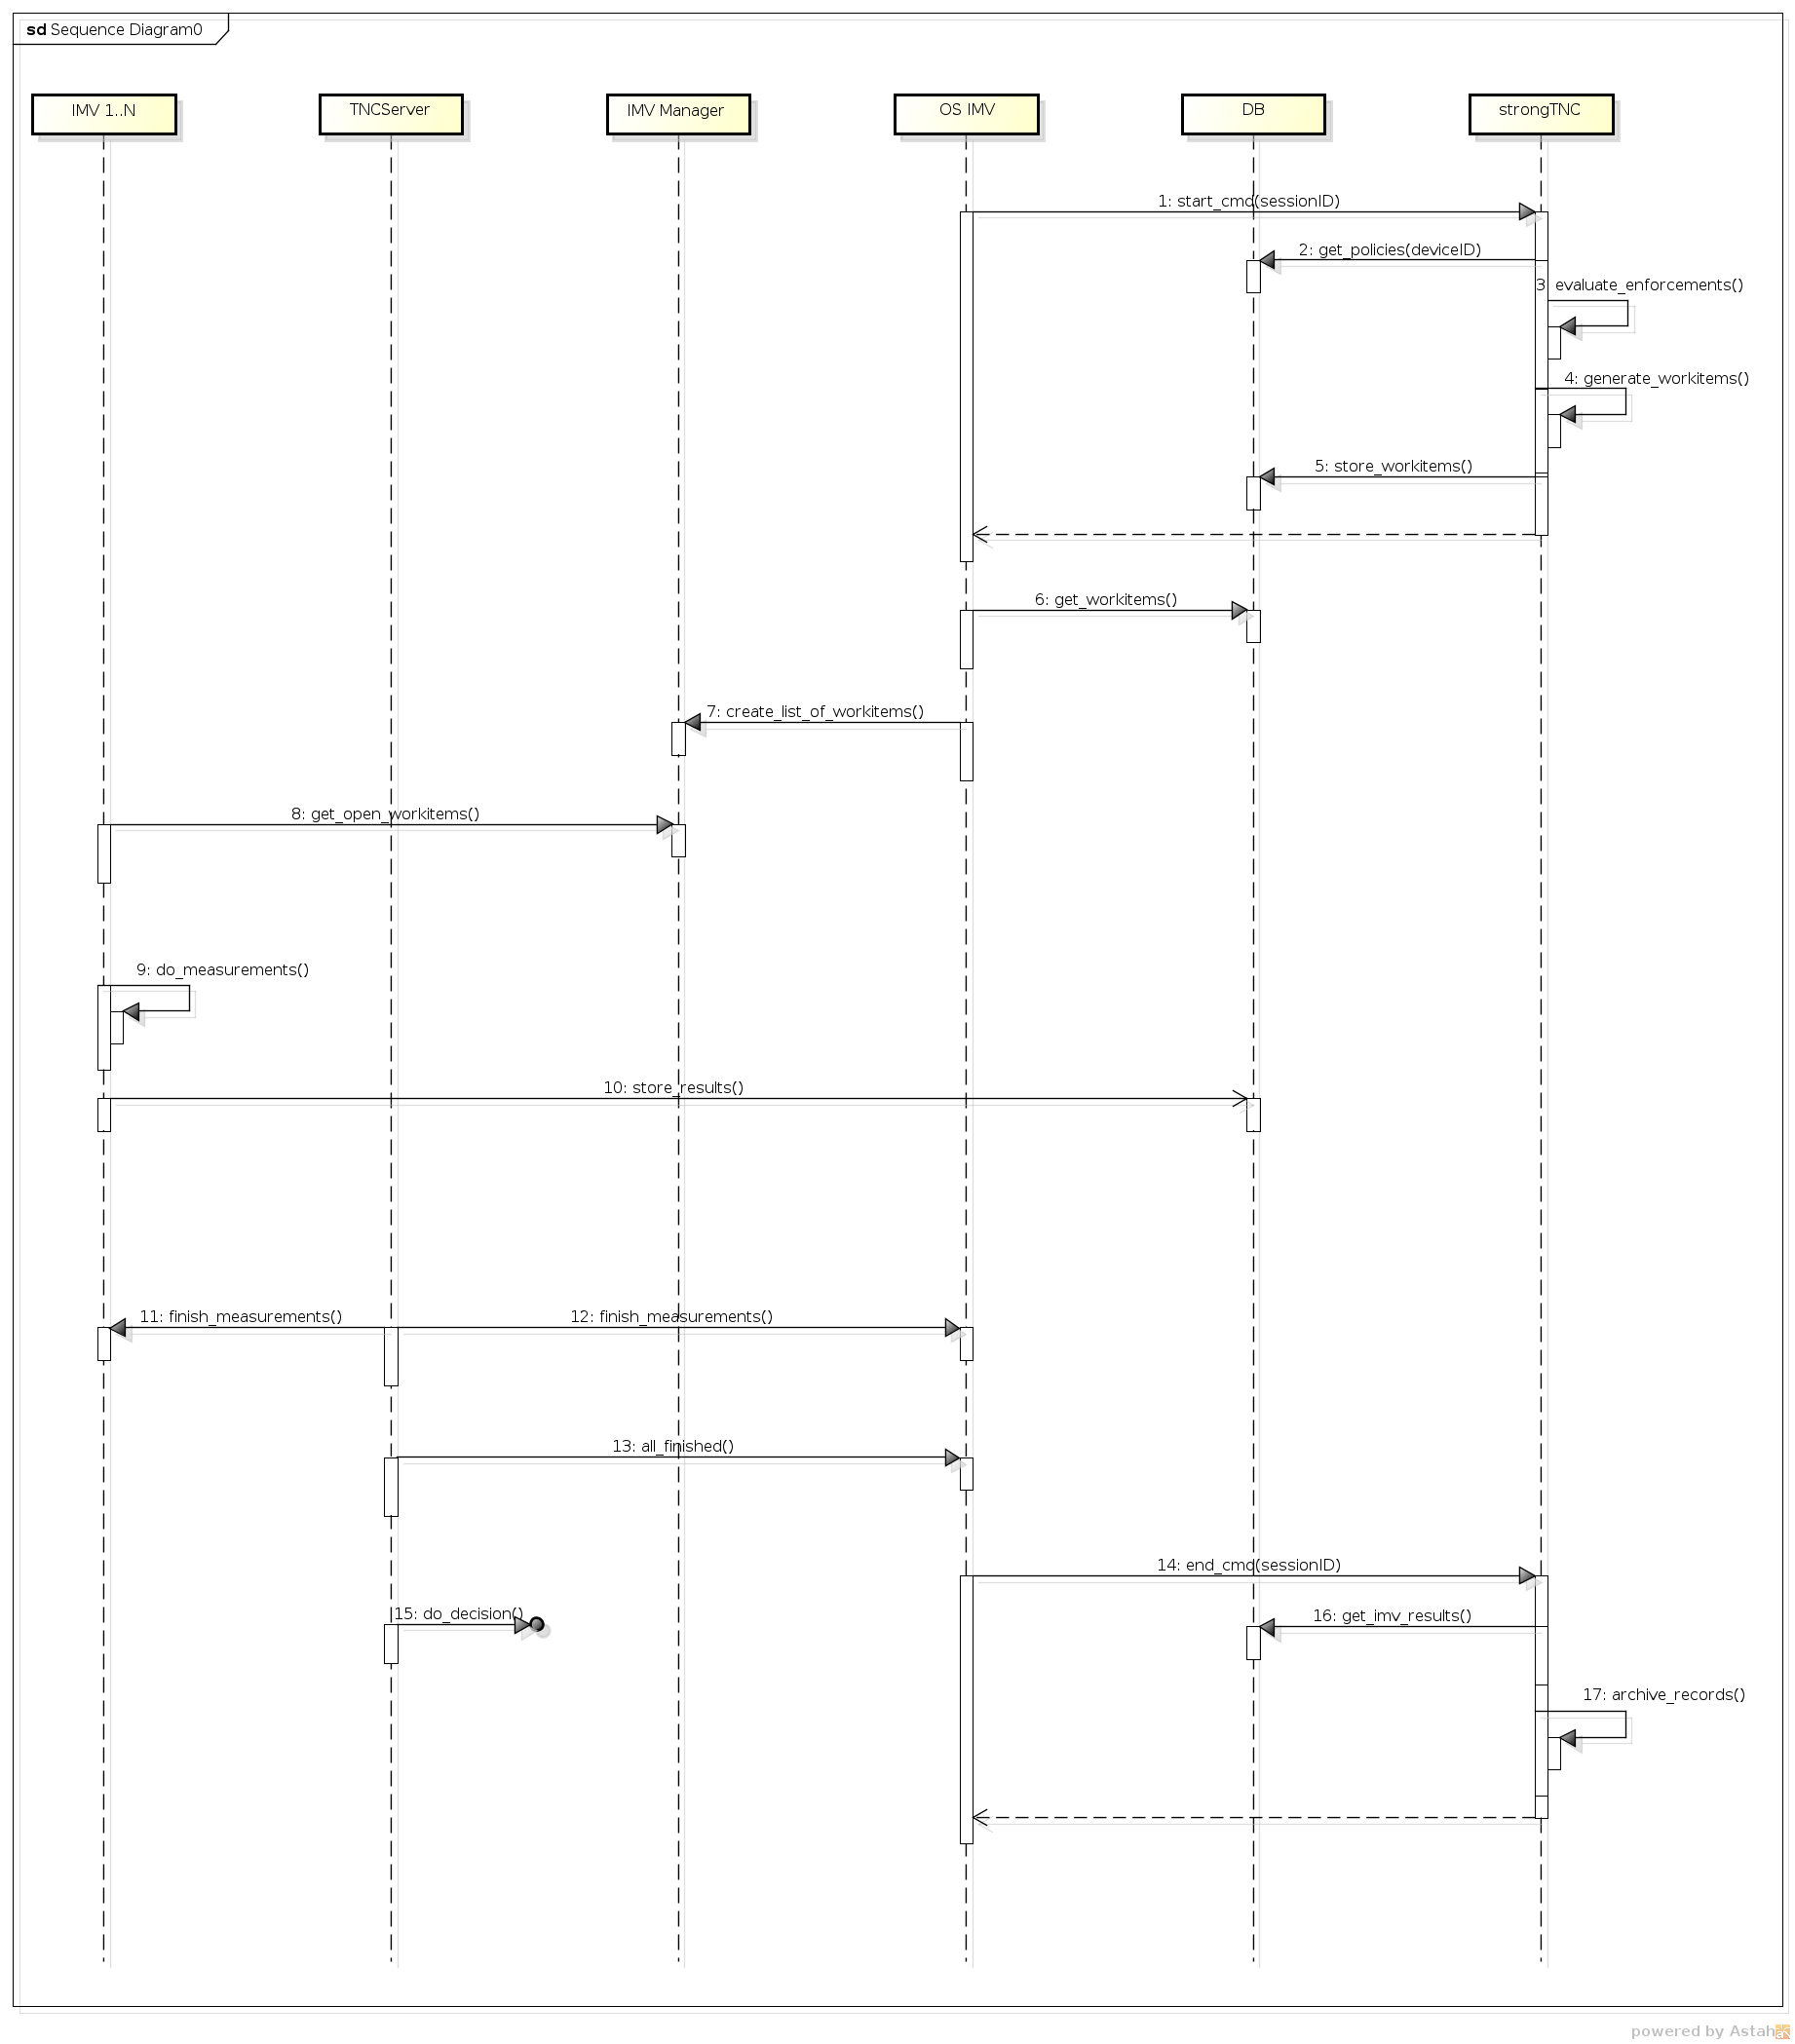 sd Sequence Diagram0
IMV 1..N
TNCServer
IMV Manager
OS IMV
DB
strongTNC
1: start_cmd(sessionID)
2: get_policies(deviceID)
3: evaluate_enforcements()
4: generate_workitems()
5: store_workitems()
6: get_workitems()
7: create_list_of_workitems()
8: get_open_workitems()
9: do_measurements()
10: store_results()
11: finish_measurements()
12: finish_measurements()
13: all_finished()
14: end_cmd(sessionID)
15: do_decision()
16: get_imv_results()
17: archive_records()
powered by Astah